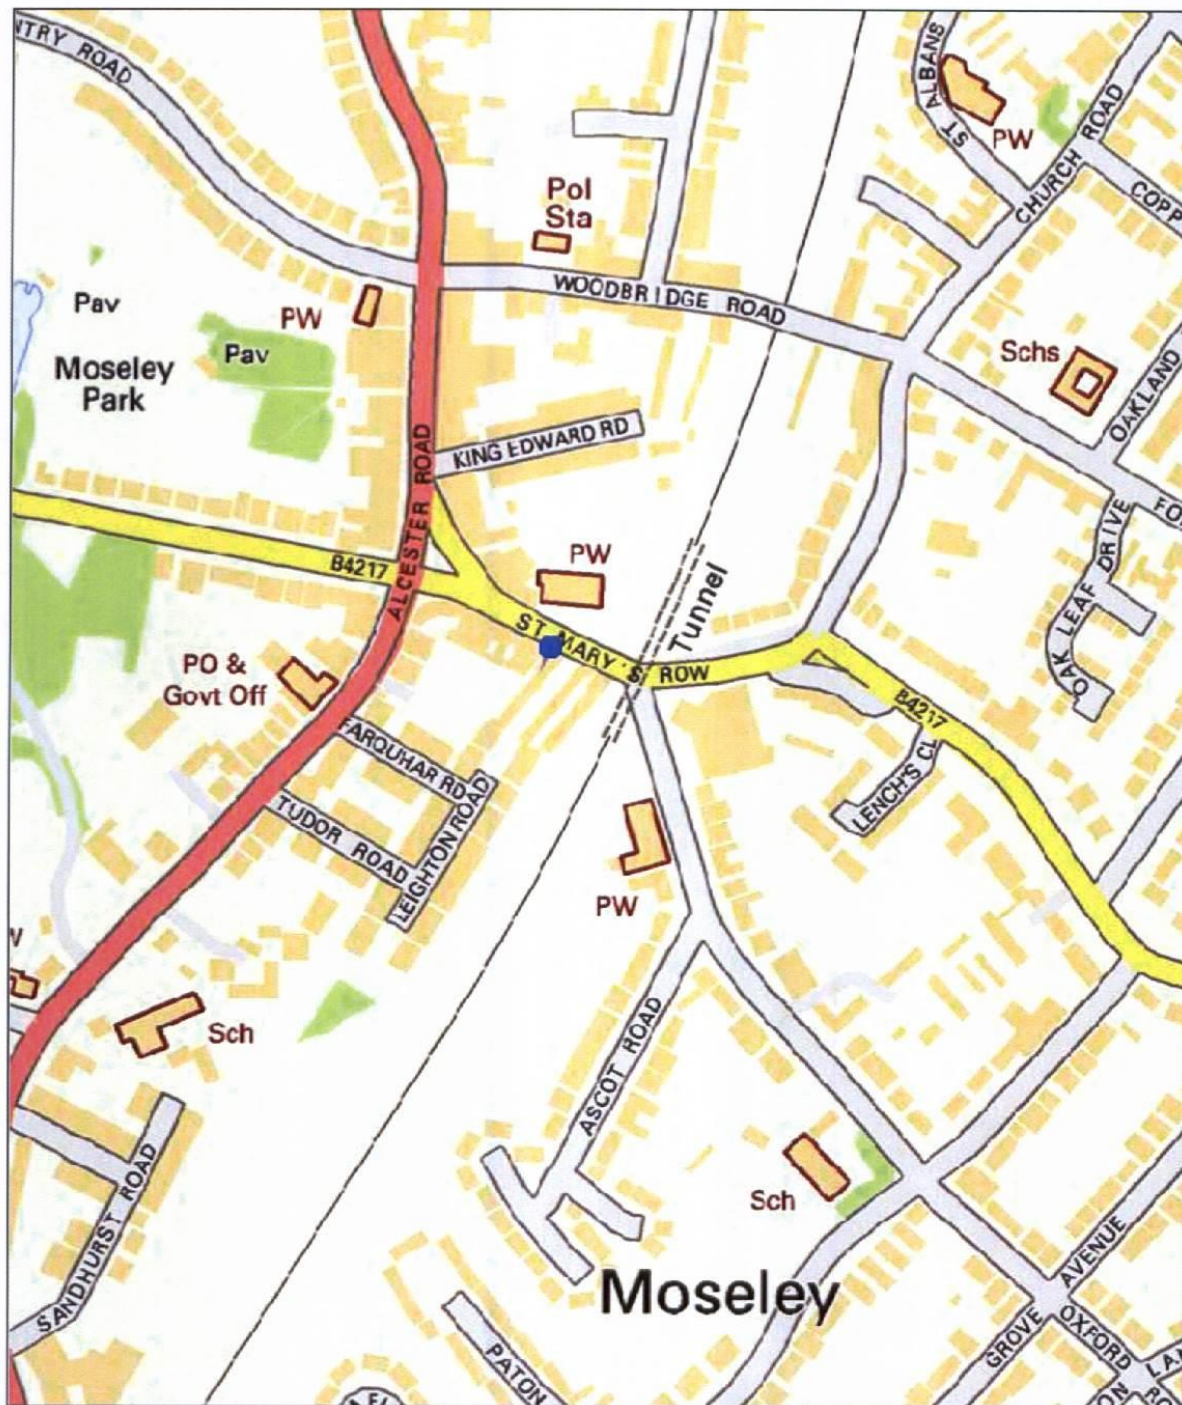 NTRY ROAD
ST ALBANS
PW
CHURCH ROAD
COPP
Pol
Sta
WOODBRIDGE ROAD
Pav
PW
Pav
Moseley
Park
Schs
OAKLAND
KING EDWARD RD
ALCESTER ROAD
FO
OAK LEAF DRIVE
B4217
PW
Tunnel
ST MARY'S ROW
PO &
Govt Off
B4217
FARQUHAR RD
LENCH'S CL
TUDOR ROAD
LEIGHTON ROAD
PW
Sch
ASCOT ROAD
Sch
SANDHURST ROAD
Moseley
GROVE AVENUE
OXFORD
PATON